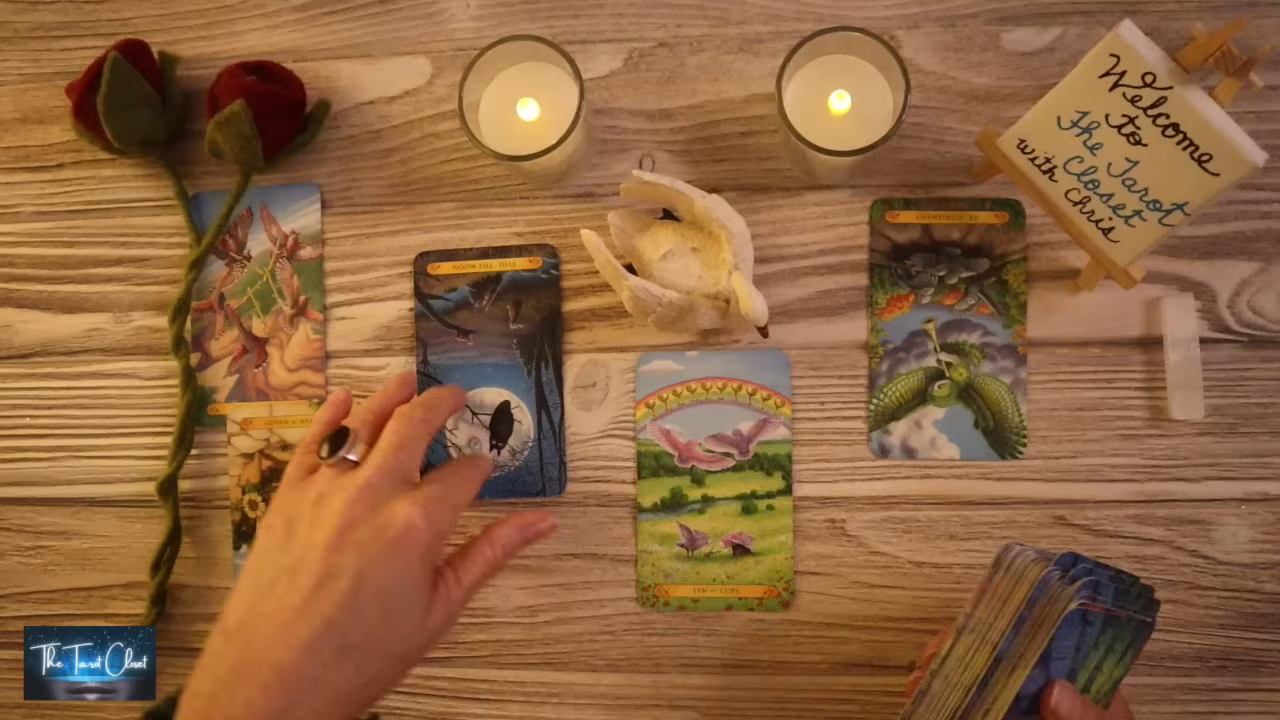 Welcome
to
The Tarot
Closet
with Chris
TEN OF CUPS
The Tarot Closet